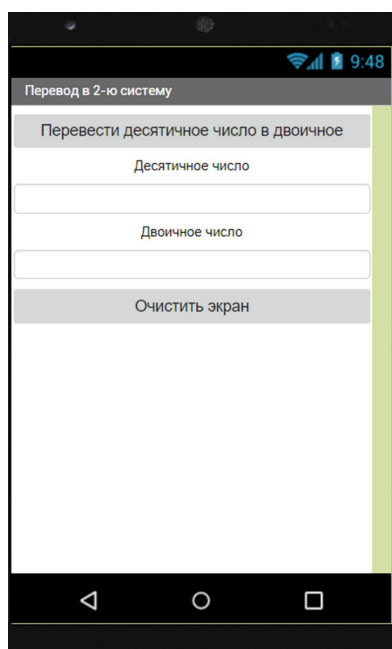 9:48
Перевод в 2-ю систему
Перевести десятичное число в двоичное
Десятичное число
Двоичное число
Очистить экран